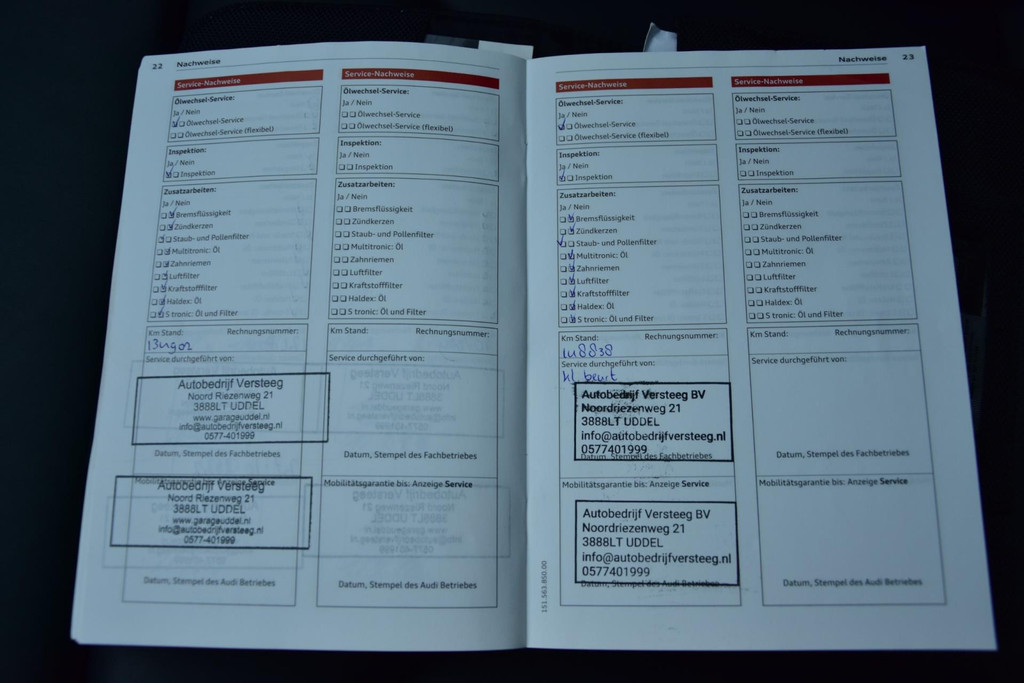 22 Nachweise
Service-Nachweise
Ölwechsel-Service:
Ja / Nein
Ölwechsel-Service
Ölwechsel-Service (flexibel)
Inspektion:
Ja / Nein
Inspektion
Zusatzarbeiten:
Ja / Nein
Bremsflüssigkeit
Zündkerzen
Staub- und Pollenfilter
Multitronic: Öl
Zahnriemen
Luftfilter
Kraftstofffilter
Haldex: Öl
S tronic: Öl und Filter
Km Stand: Rechnungsnummer:
Service durchgeführt von:
Autobedrijf Versteeg
Noord Riezenweg 21
3888LT UDDEL
www.garageuddel.nl
info@autobedrijfversteeg.nl
0577-401999
Datum, Stempel des Fachbetriebes
Mobilitätsgarantie bis: Anzeige Service
Autobedrijf Versteeg
Noord Riezenweg 21
3888LT UDDEL
www.garageuddel.nl
info@autobedrijfversteeg.nl
0577-401999
Datum, Stempel des Audi Betriebes
Service-Nachweise
Ölwechsel-Service:
Ja / Nein
Ölwechsel-Service
Ölwechsel-Service (flexibel)
Inspektion:
Ja / Nein
Inspektion
Zusatzarbeiten:
Ja / Nein
Bremsflüssigkeit
Zündkerzen
Staub- und Pollenfilter
Multitronic: Öl
Zahnriemen
Luftfilter
Kraftstofffilter
Haldex: Öl
S tronic: Öl und Filter
Km Stand: Rechnungsnummer:
Service durchgeführt von:
Datum, Stempel des Fachbetriebes
Mobilitätsgarantie bis: Anzeige Service
Datum, Stempel des Audi Betriebes
Nachweise 23
Service-Nachweise
Ölwechsel-Service:
Ja / Nein
Ölwechsel-Service
Ölwechsel-Service (flexibel)
Inspektion:
Ja / Nein
Inspektion
Zusatzarbeiten:
Ja / Nein
Bremsflüssigkeit
Zündkerzen
Staub- und Pollenfilter
Multitronic: Öl
Zahnriemen
Luftfilter
Kraftstofffilter
Haldex: Öl
S tronic: Öl und Filter
Km Stand: Rechnungsnummer:
148838
Service durchgeführt von:
kl beurt
Autobedrijf Versteeg BV
Noordriezenweg 21
3888LT UDDEL
info@autobedrijfversteeg.nl
0577401999
Datum, Stempel des Fachbetriebes
Mobilitätsgarantie bis: Anzeige Service
Autobedrijf Versteeg BV
Noordriezenweg 21
3888LT UDDEL
info@autobedrijfversteeg.nl
0577401999
Datum, Stempel des Audi Betriebes
151.561.850.00
Service-Nachweise
Ölwechsel-Service:
Ja / Nein
Ölwechsel-Service
Ölwechsel-Service (flexibel)
Inspektion:
Ja / Nein
Inspektion
Zusatzarbeiten:
Ja / Nein
Bremsflüssigkeit
Zündkerzen
Staub- und Pollenfilter
Multitronic: Öl
Zahnriemen
Luftfilter
Kraftstofffilter
Haldex: Öl
S tronic: Öl und Filter
Km Stand: Rechnungsnummer:
Service durchgeführt von:
Datum, Stempel des Fachbetriebes
Mobilitätsgarantie bis: Anzeige Service
Datum, Stempel des Audi Betriebes